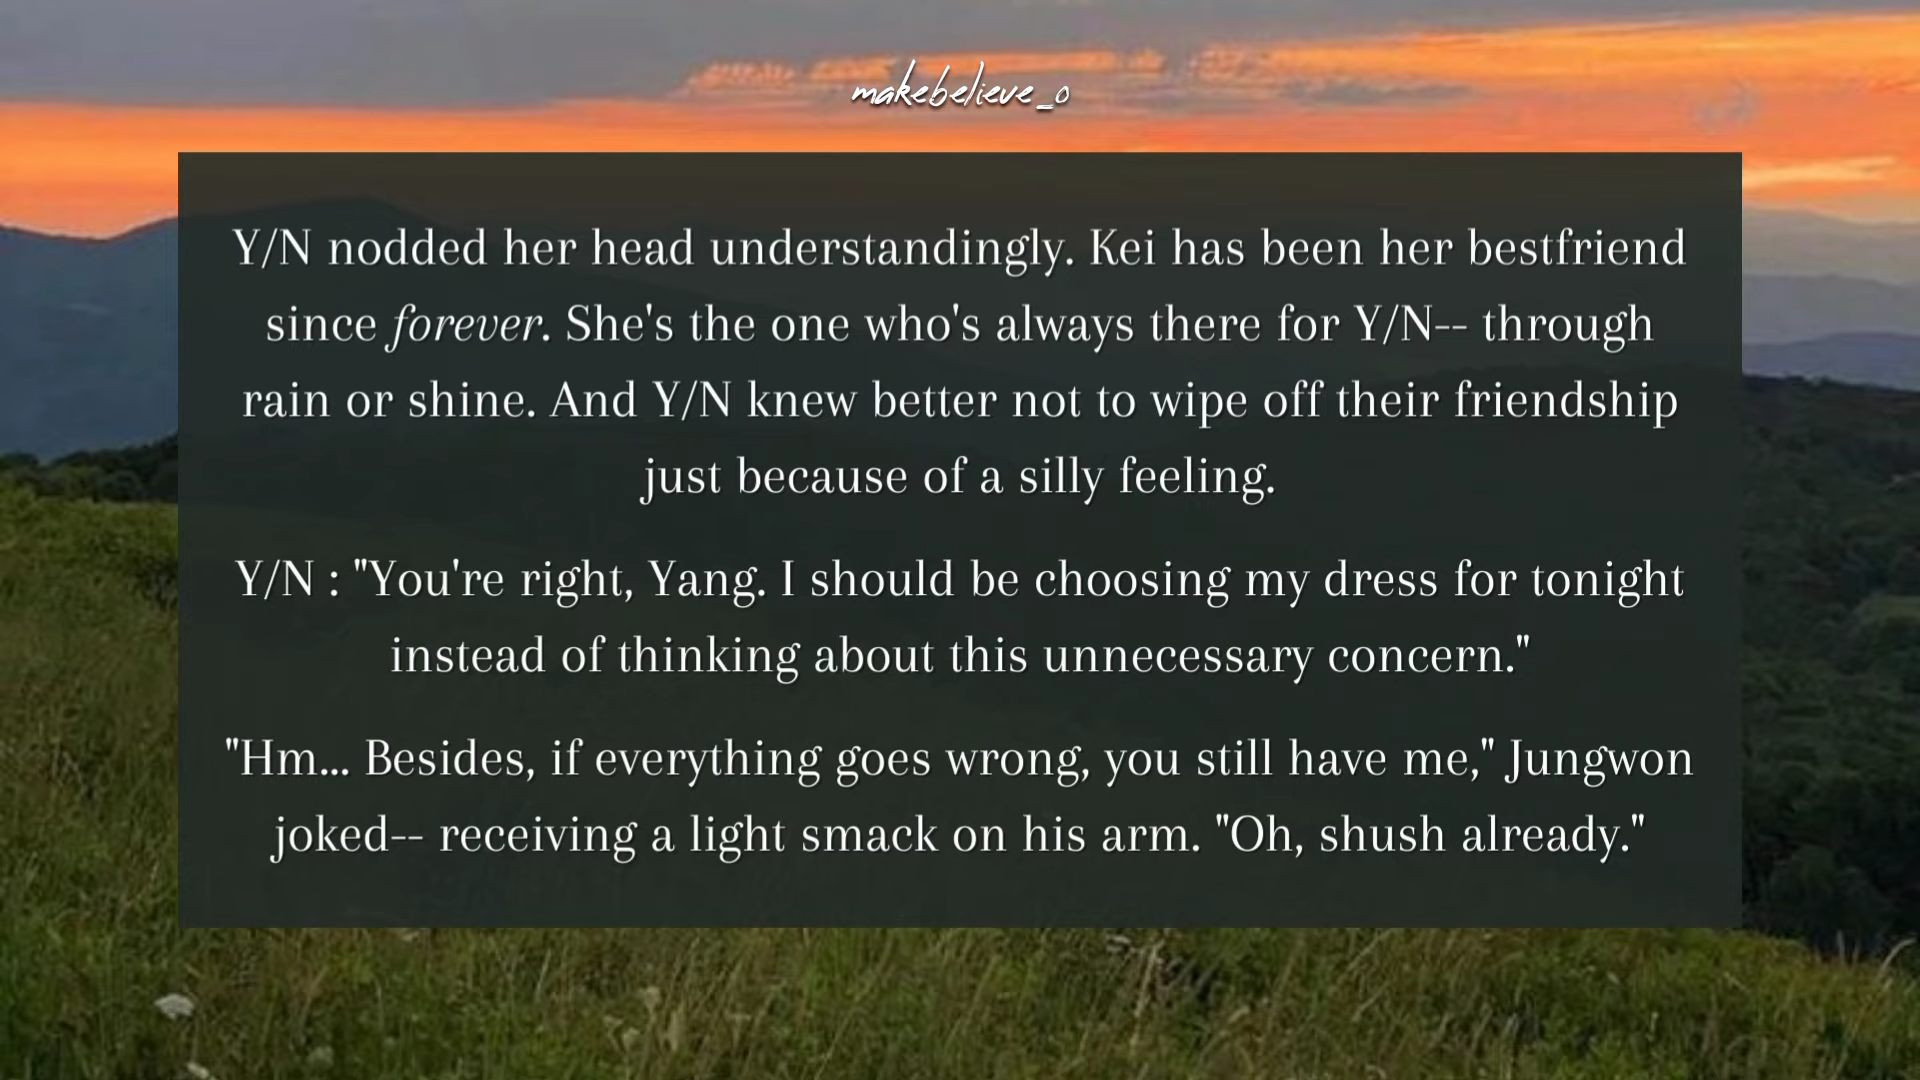 makebelieve_o
Y/N nodded her head understandingly. Kei has been her bestfriend
since forever. She's the one who's always there for Y/N-- through
rain or shine. And Y/N knew better not to wipe off their friendship
just because of a silly feeling.
Y/N : "You're right, Yang. I should be choosing my dress for tonight
instead of thinking about this unnecessary concern."
"Hm... Besides, if everything goes wrong, you still have me," Jungwon
joked-- receiving a light smack on his arm. "Oh, shush already."